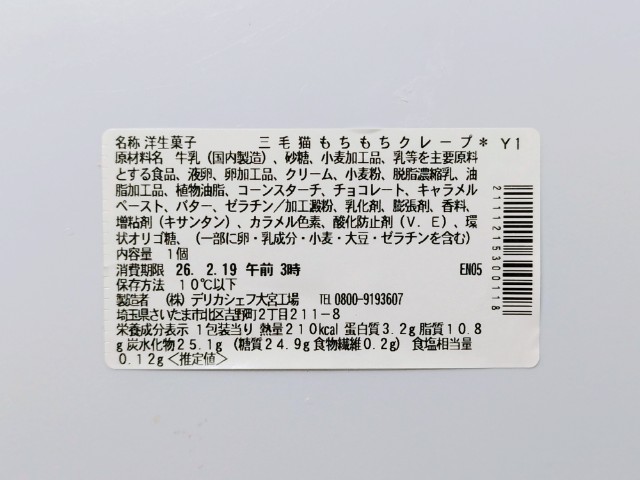 名称 洋生菓子 三毛猫もちもちクレープ* Y1
原材料名 牛乳(国内製造)、砂糖、小麦加工品、乳等を主要原料
とする食品、液卵、卵加工品、クリーム、小麦粉、脱脂濃縮乳、油
脂加工品、植物油脂、コーンスターチ、チョコレート、キャラメル
ペースト、バター、ゼラチン/加工澱粉、乳化剤、膨張剤、香料、
増粘剤(キサンタン)、カラメル色素、酸化防止剤(V.E)、環
状オリゴ糖、(一部に卵・乳成分・小麦・大豆・ゼラチンを含む)
内容量 1個
消費期限 26. 2.19 午前 3時 EN05
保存方法 10℃以下
製造者 (株)デリカシェフ大宮工場 TEL 0800-9193607
埼玉県さいたま市北区吉野町2丁目211-8
栄養成分表示 1包装当り 熱量210kcal 蛋白質3.2g 脂質10.8
g 炭水化物25.1g (糖質24.9g 食物繊維0.2g) 食塩相当量
0.12g<推定値>
2111215300118